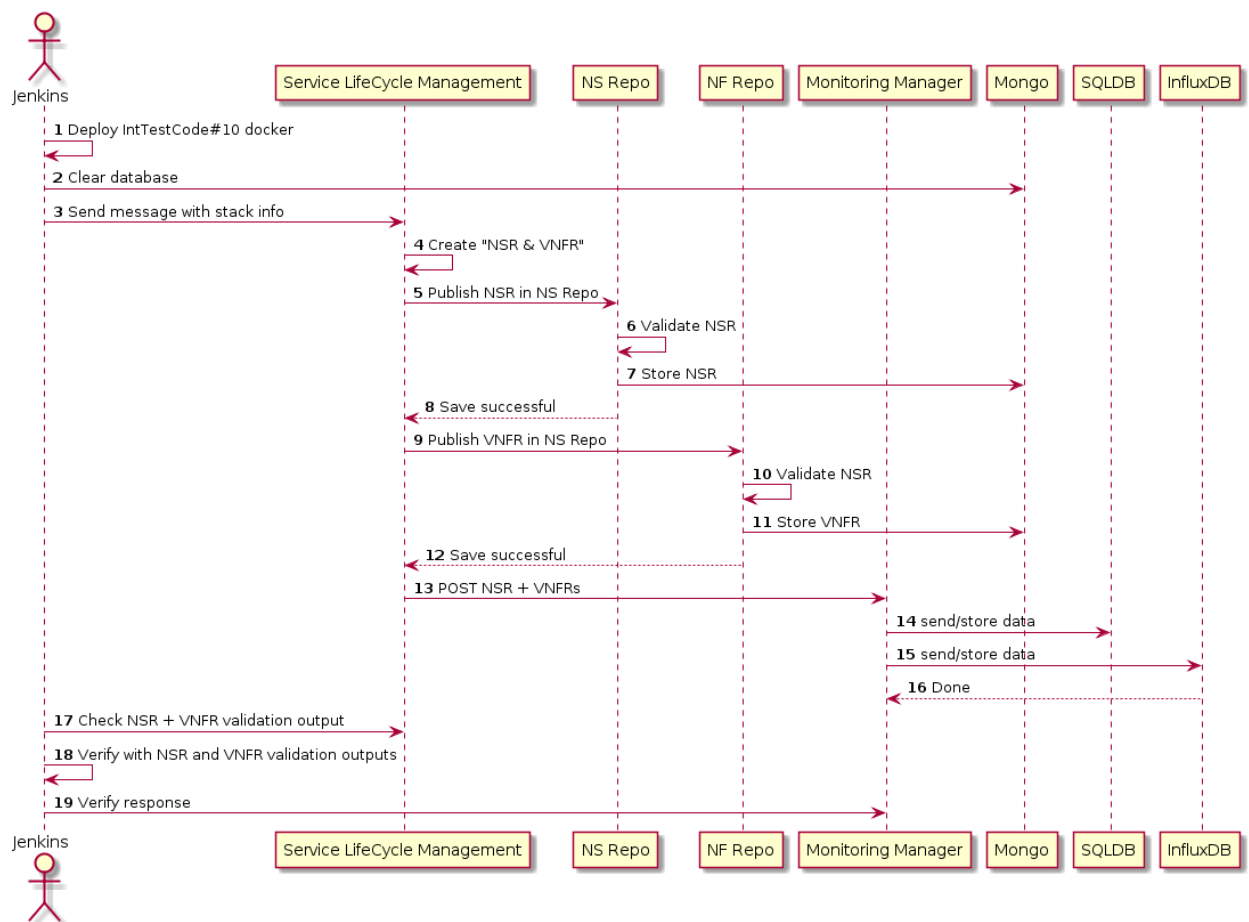 Jenkins
Service LifeCycle Management
NS Repo
NF Repo
Monitoring Manager
Mongo
SQLDB
InfluxDB
1 Deploy IntTestCode#10 docker
2 Clear database
3 Send message with stack info
4 Create "NSR & VNFR"
5 Publish NSR in NS Repo
6 Validate NSR
7 Store NSR
8 Save successful
9 Publish VNFR in NS Repo
10 Validate NSR
11 Store VNFR
12 Save successful
13 POST NSR + VNFRs
14 send/store data
15 send/store data
16 Done
17 Check NSR + VNFR validation output
18 Verify with NSR and VNFR validation outputs
19 Verify response
Jenkins
Service LifeCycle Management
NS Repo
NF Repo
Monitoring Manager
Mongo
SQLDB
InfluxDB